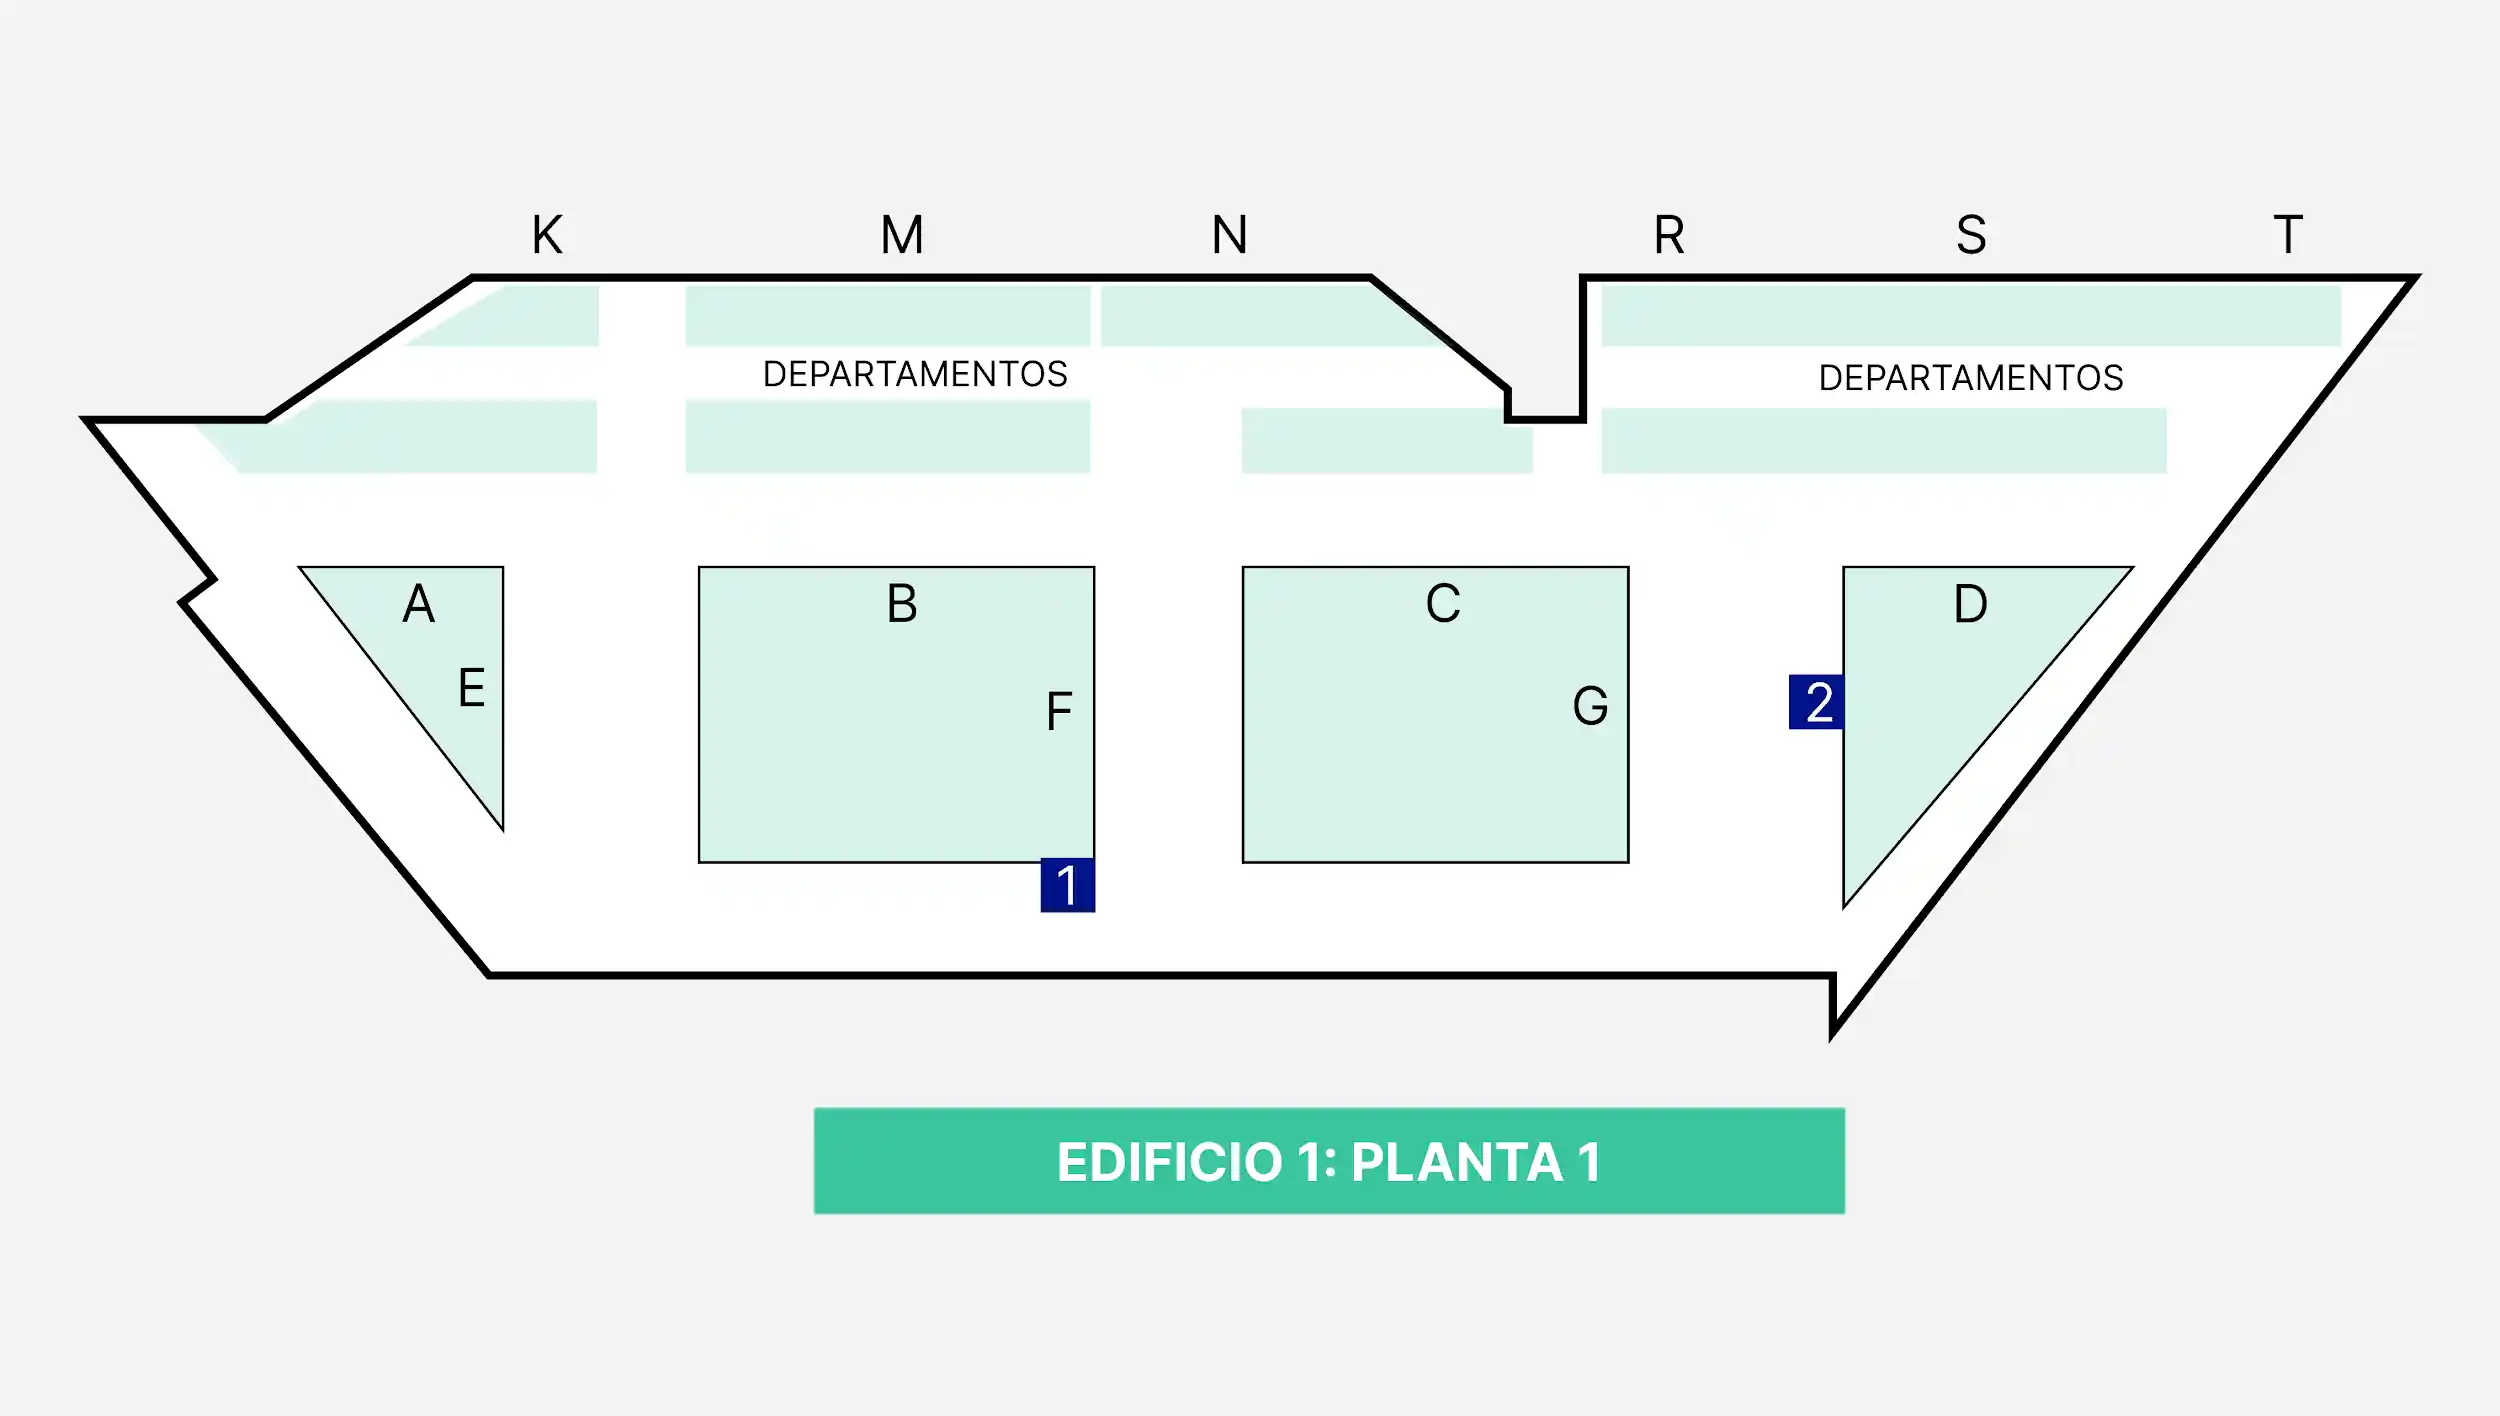 K M N R S T
DEPARTAMENTOS DEPARTAMENTOS
A B C D
E F G 2
1
EDIFICIO 1: PLANTA 1